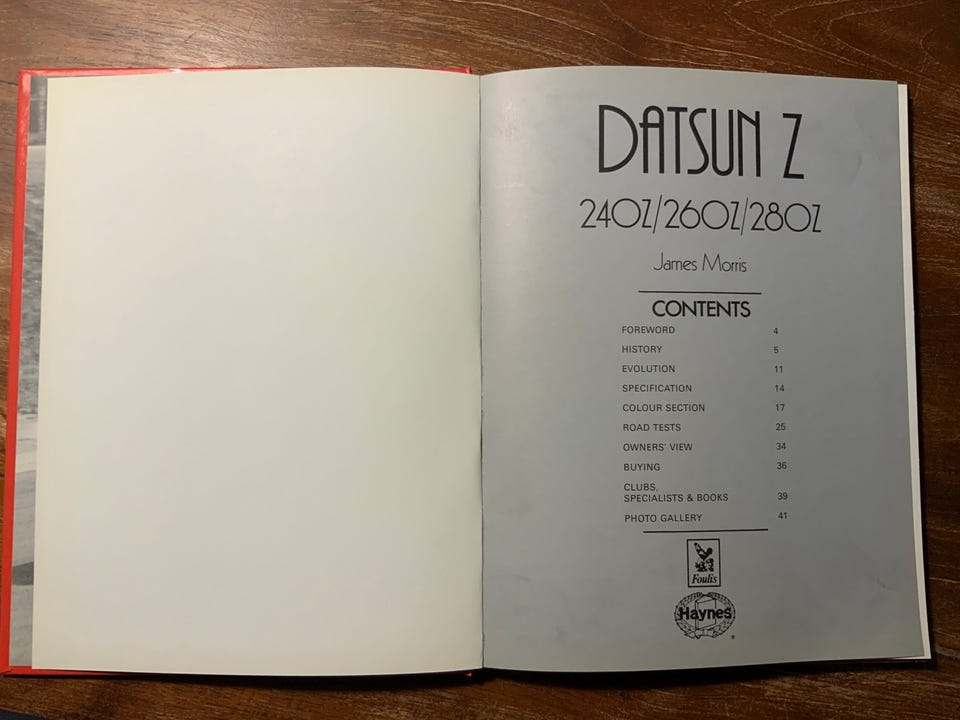 DATSUN Z
240Z/260Z/280Z
James Morris
CONTENTS
FOREWORD 4
HISTORY 5
EVOLUTION 11
SPECIFICATION 14
COLOUR SECTION 17
ROAD TESTS 25
OWNERS' VIEW 34
BUYING 36
CLUBS,
SPECIALISTS & BOOKS 39
PHOTO GALLERY 41
Foulis
Haynes